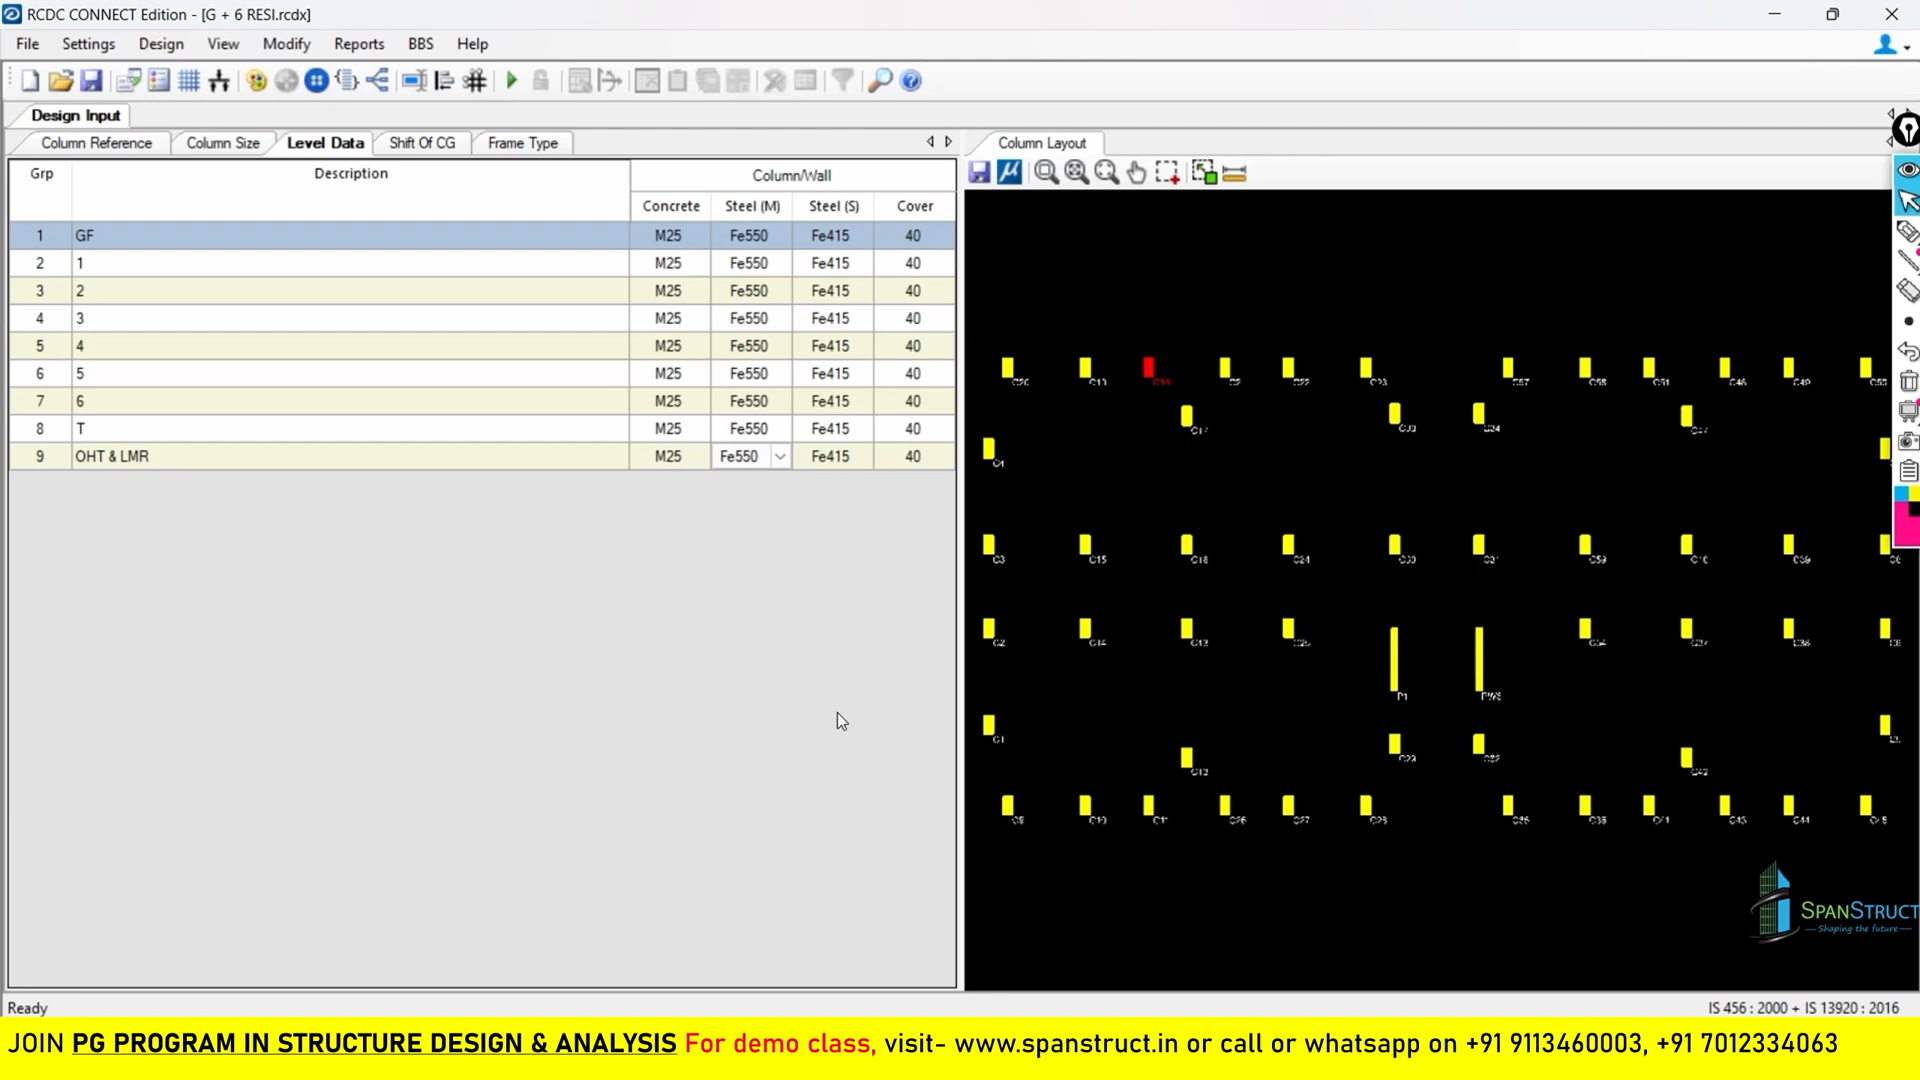 RCDC CONNECT Edition - [G + 6 RESI.rcdx]
File Settings Design View Modify Reports BBS Help
Design Input
Column Reference Column Size Level Data Shift Of CG Frame Type
Column Layout
Grp Description Column/Wall
Concrete Steel (M) Steel (S) Cover
1 GF M25 Fe550 Fe415 40
2 1 M25 Fe550 Fe415 40
3 2 M25 Fe550 Fe415 40
4 3 M25 Fe550 Fe415 40
5 4 M25 Fe550 Fe415 40
6 5 M25 Fe550 Fe415 40
7 6 M25 Fe550 Fe415 40
8 T M25 Fe550 Fe415 40
9 OHT & LMR M25 Fe550 Fe415 40
SPANSTRUCT
Shaping the future
Ready
IS 456 : 2000 + IS 13920 : 2016
JOIN PG PROGRAM IN STRUCTURE DESIGN & ANALYSIS For demo class, visit- www.spanstruct.in or call or whatsapp on +91 9113460003, +91 7012334063